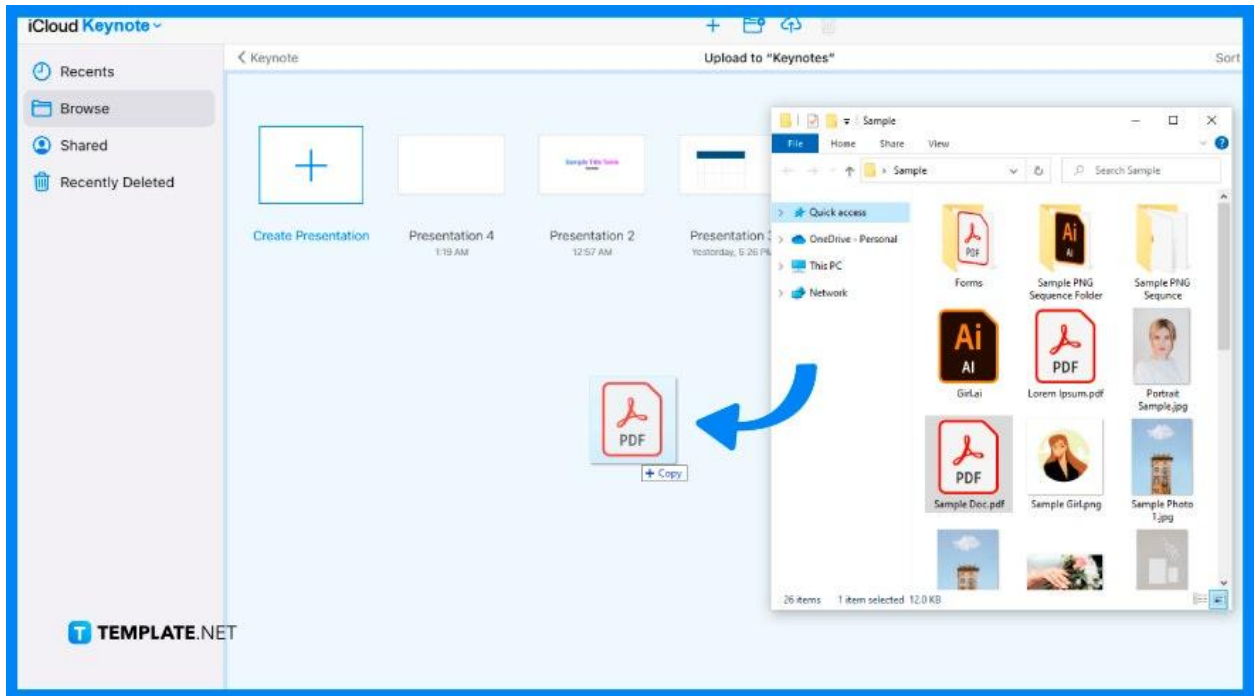 iCloud Keynote
Recents
Browse
Shared
Recently Deleted
Keynote
Upload to "Keynotes"
Sort
Create Presentation
Presentation 4
1:19 AM
Presentation 2
12:57 AM
Presentation 3
Yesterday, 5:26 PM
Sample Title Here
PDF
+ Copy
Sample
File
Home
Share
View
Sample
Search Sample
Quick access
OneDrive - Personal
This PC
Network
PDF
Forms
Ai
AI
Sample PNG
Sequence Folder
Sample PNG
Sequnce
Ai
AI
Girl.ai
PDF
Lorem Ipsum.pdf
Portrait
Sample.jpg
PDF
Sample Doc.pdf
Sample Girl.png
Sample Photo
1.jpg
26 items
1 item selected 12.0 KB
T TEMPLATE.NET